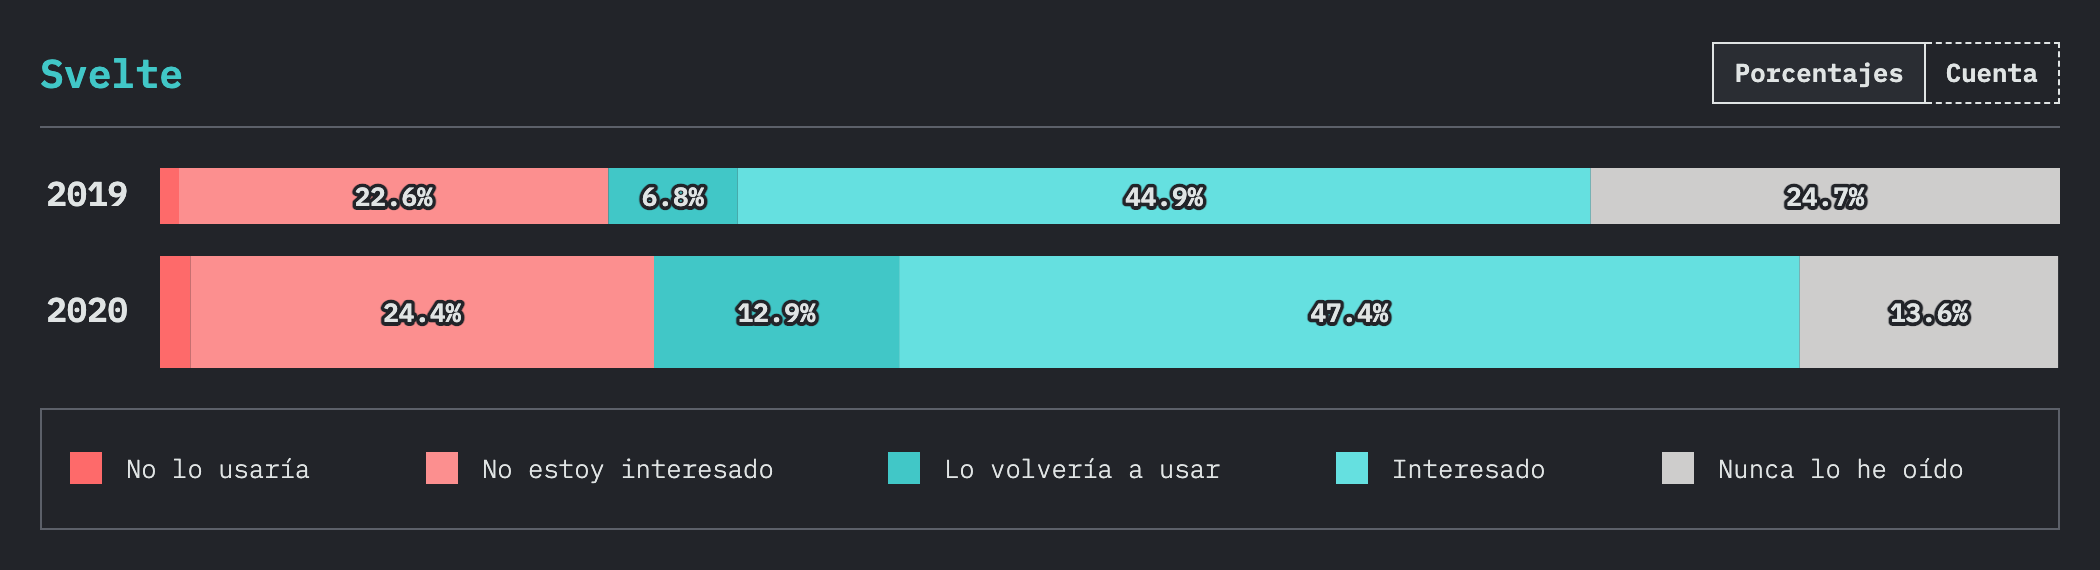 Svelte
Porcentajes Cuenta
2019 22.6% 6.8% 44.9% 24.7%
2020 24.4% 12.9% 47.4% 13.6%
No lo usaría No estoy interesado Lo volvería a usar Interesado Nunca lo he oído